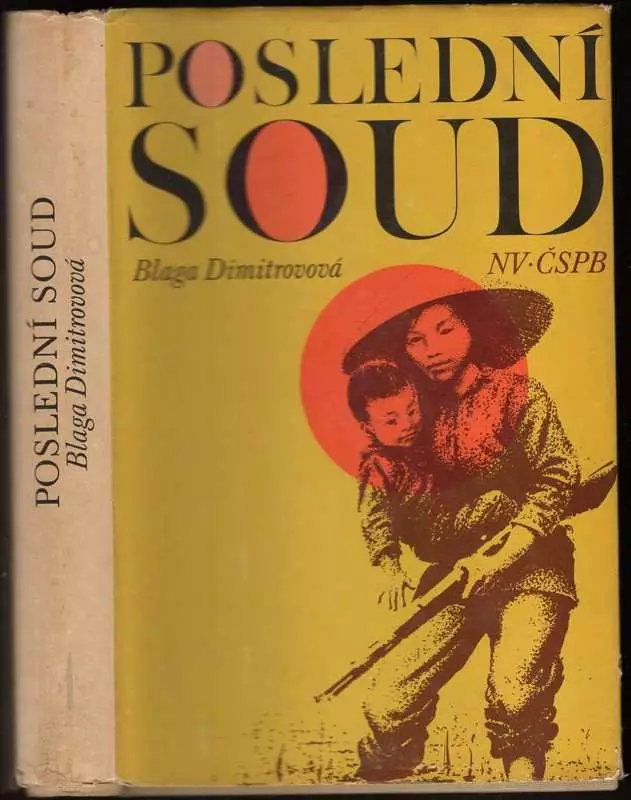 POSLEDNÍ SOUD
Blaga Dimitrovová
POSLEDNÍ
SOUD
Blaga Dimitrovová
NV·ČSPB